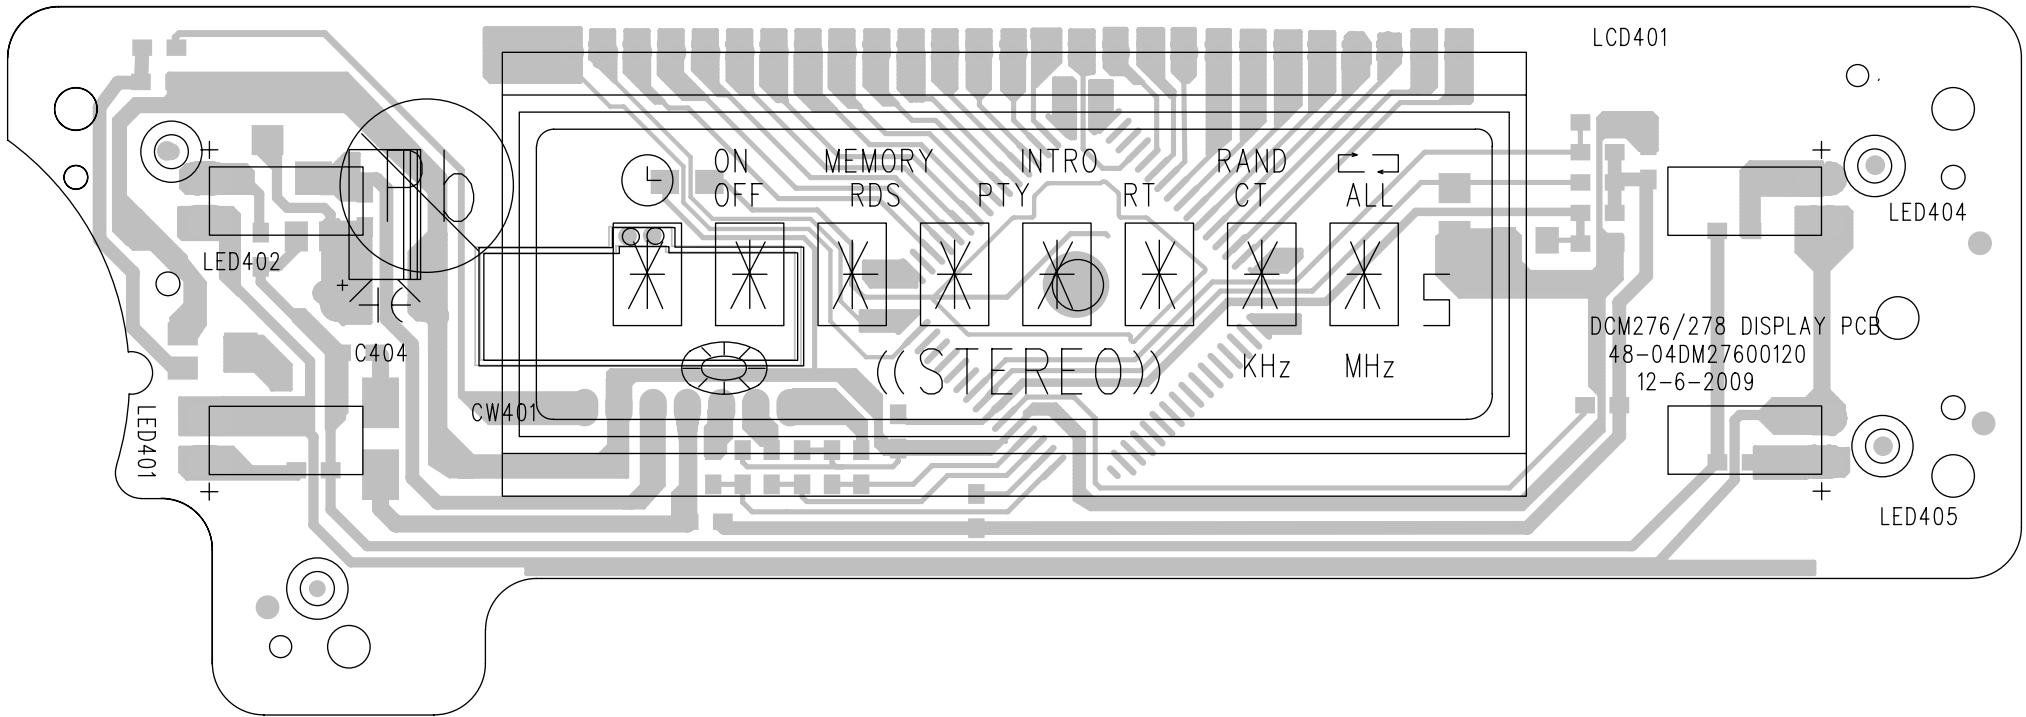 LCD401
ON MEMORY INTRO RAND
OFF RDS PTY RT CT ALL
+
+
LED404
LED402
+
DCM276/278 DISPLAY PCB
C404
48-04DM27600120
((STEREO)) KHz MHz
12-6-2009
CW401
LED401
+
+
LED405